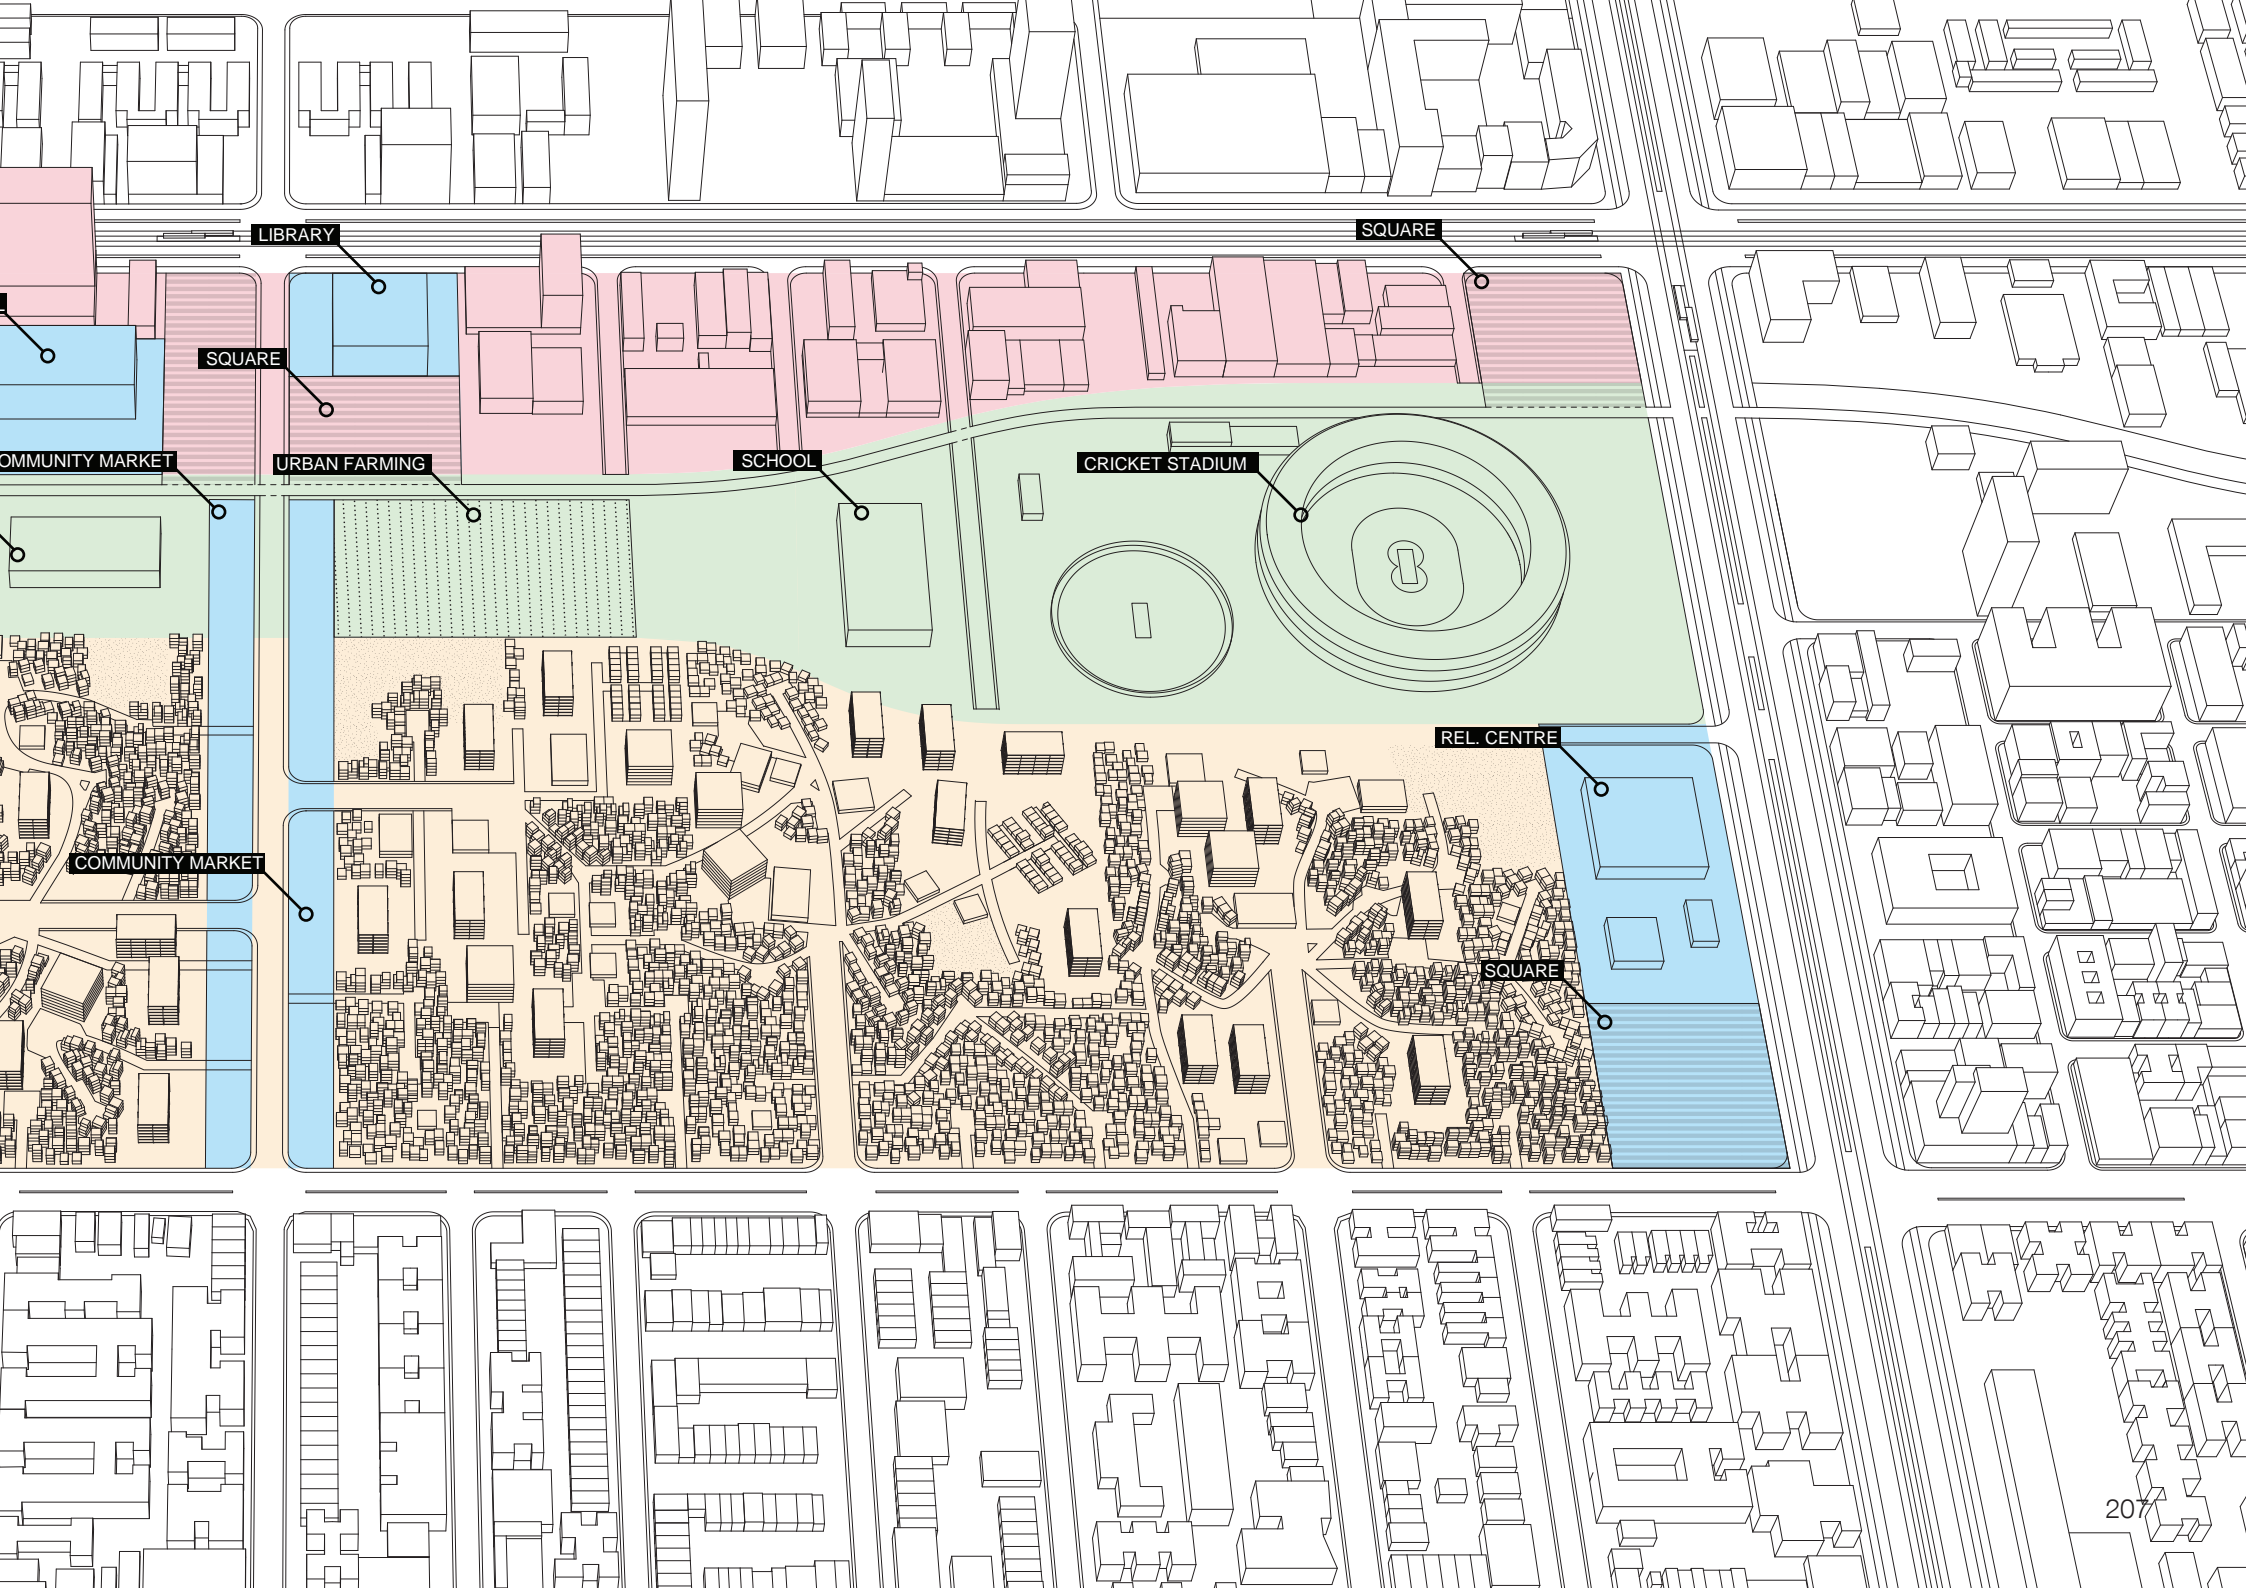 LIBRARY
SQUARE
SQUARE
OMMUNITY MARKET
URBAN FARMING
SCHOOL
CRICKET STADIUM
REL. CENTRE
COMMUNITY MARKET
SQUARE
207